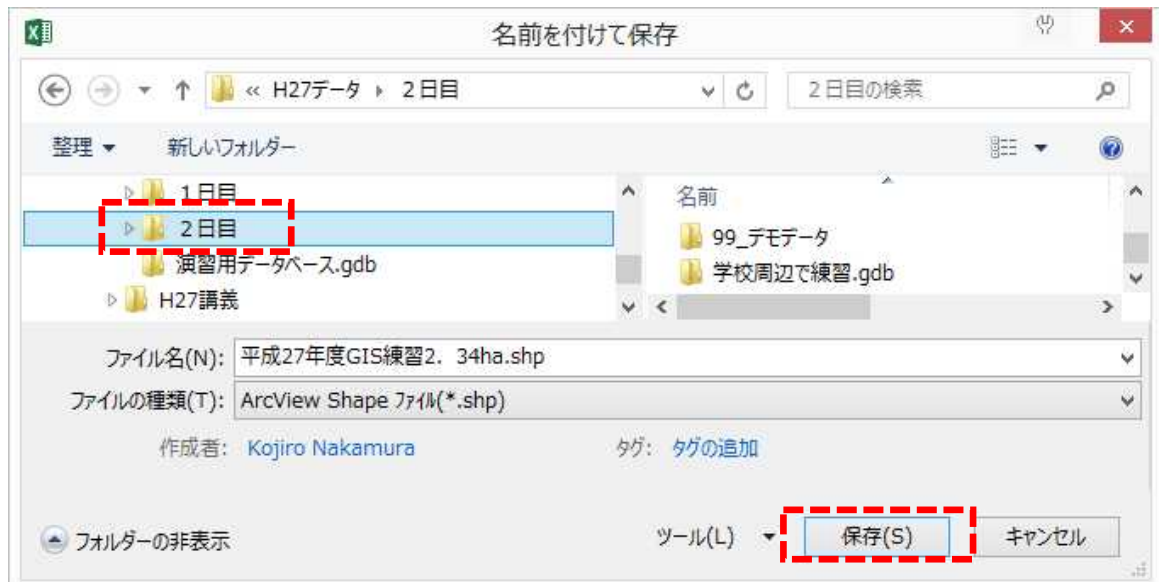 名前を付けて保存
« H27データ ▸ 2日目
2日目の検索
整理 ▼ 新しいフォルダー
1日目
2日目
演習用データベース.gdb
H27講義
名前
99_デモデータ
学校周辺で練習.gdb
ファイル名(N): 平成27年度GIS練習2．34ha.shp
ファイルの種類(T): ArcView Shape ファイル(*.shp)
作成者: Kojiro Nakamura タグ: タグの追加
フォルダーの非表示 ツール(L) ▼ 保存(S) キャンセル